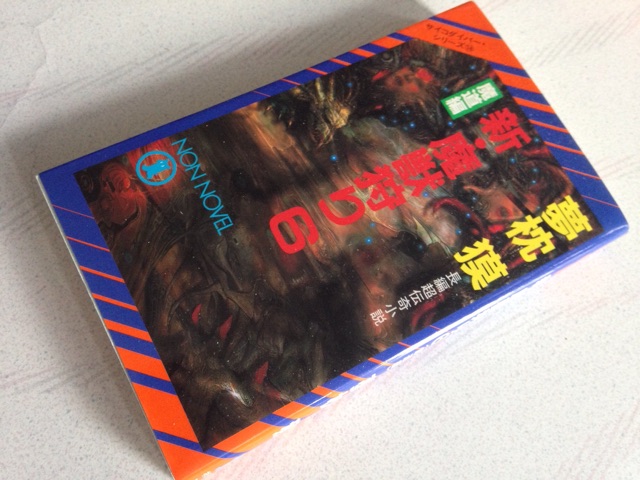 サイコダイバー・
シリーズ⑱
魔道編
新・魔獣狩り6
夢枕獏
長編超伝奇小説
NON NOVEL